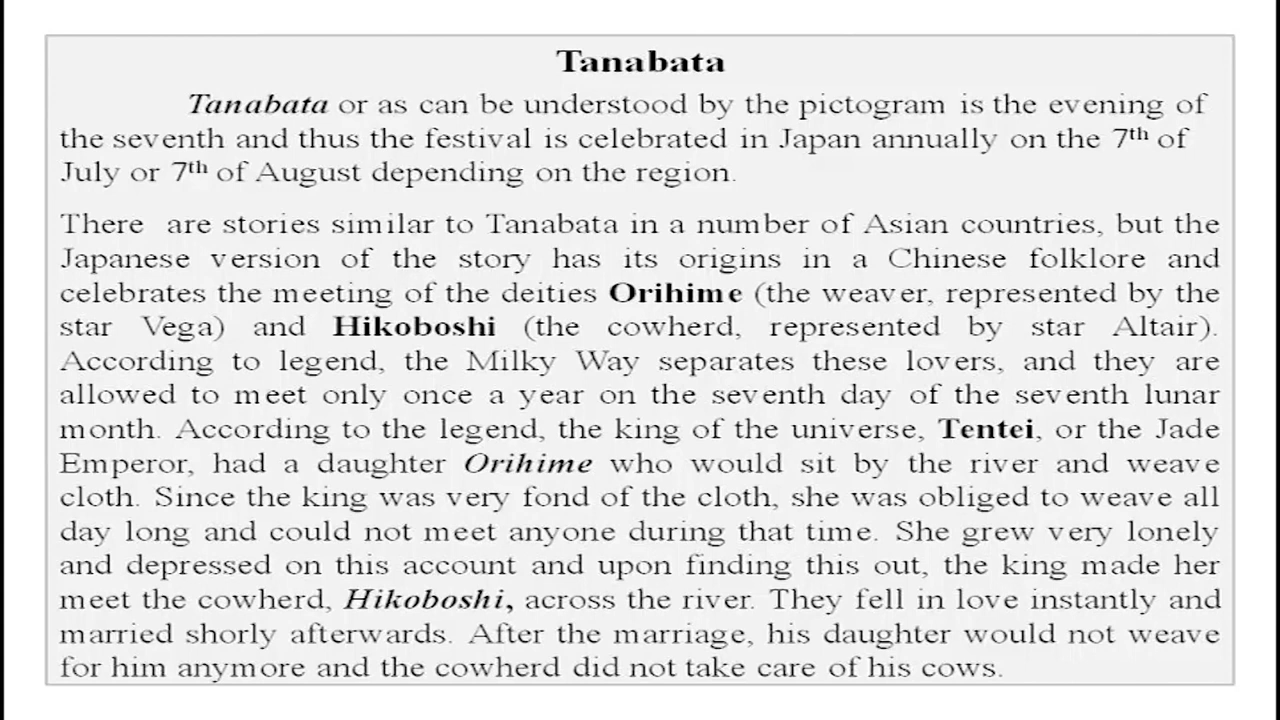 Tanabata
Tanabata or as can be understood by the pictogram is the evening of
the seventh and thus the festival is celebrated in Japan annually on the 7th of
July or 7th of August depending on the region.
There are stories similar to Tanabata in a number of Asian countries, but the
Japanese version of the story has its origins in a Chinese folklore and
celebrates the meeting of the deities Orihime (the weaver, represented by the
star Vega) and Hikoboshi (the cowherd, represented by star Altair).
According to legend, the Milky Way separates these lovers, and they are
allowed to meet only once a year on the seventh day of the seventh lunar
month. According to the legend, the king of the universe, Tentei, or the Jade
Emperor, had a daughter Orihime who would sit by the river and weave
cloth. Since the king was very fond of the cloth, she was obliged to weave all
day long and could not meet anyone during that time. She grew very lonely
and depressed on this account and upon finding this out, the king made her
meet the cowherd, Hikoboshi, across the river. They fell in love instantly and
married shorly afterwards. After the marriage, his daughter would not weave
for him anymore and the cowherd did not take care of his cows.